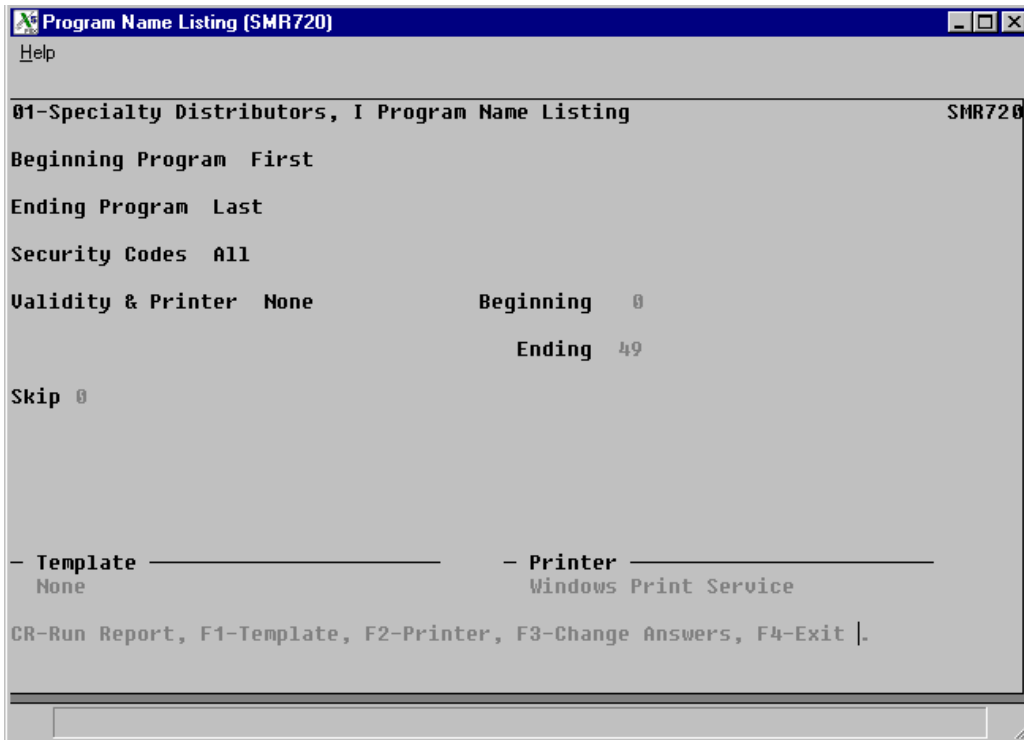 Program Name Listing (SMR720)
Help
01-Specialty Distributors, I Program Name Listing SMR720
Beginning Program First
Ending Program Last
Security Codes All
Validity & Printer None Beginning 0
Ending 49
Skip 0
Template Printer
None Windows Print Service
CR-Run Report, F1-Template, F2-Printer, F3-Change Answers, F4-Exit .